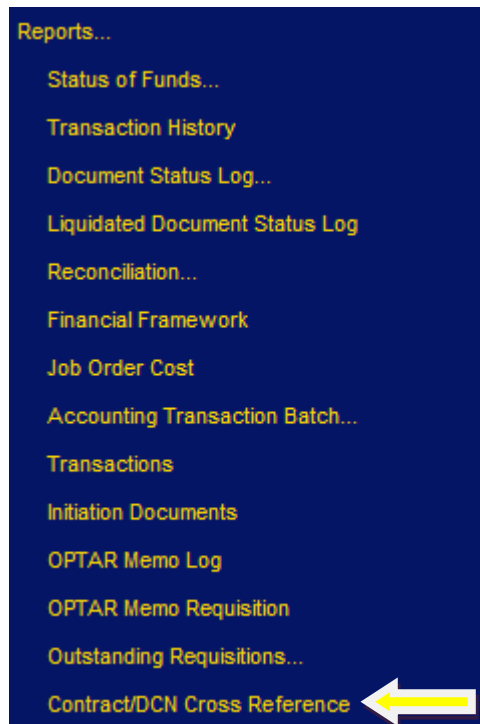 Reports...
Status of Funds...
Transaction History
Document Status Log...
Liquidated Document Status Log
Reconciliation...
Financial Framework
Job Order Cost
Accounting Transaction Batch...
Transactions
Initiation Documents
OPTAR Memo Log
OPTAR Memo Requisition
Outstanding Requisitions...
Contract/DCN Cross Reference